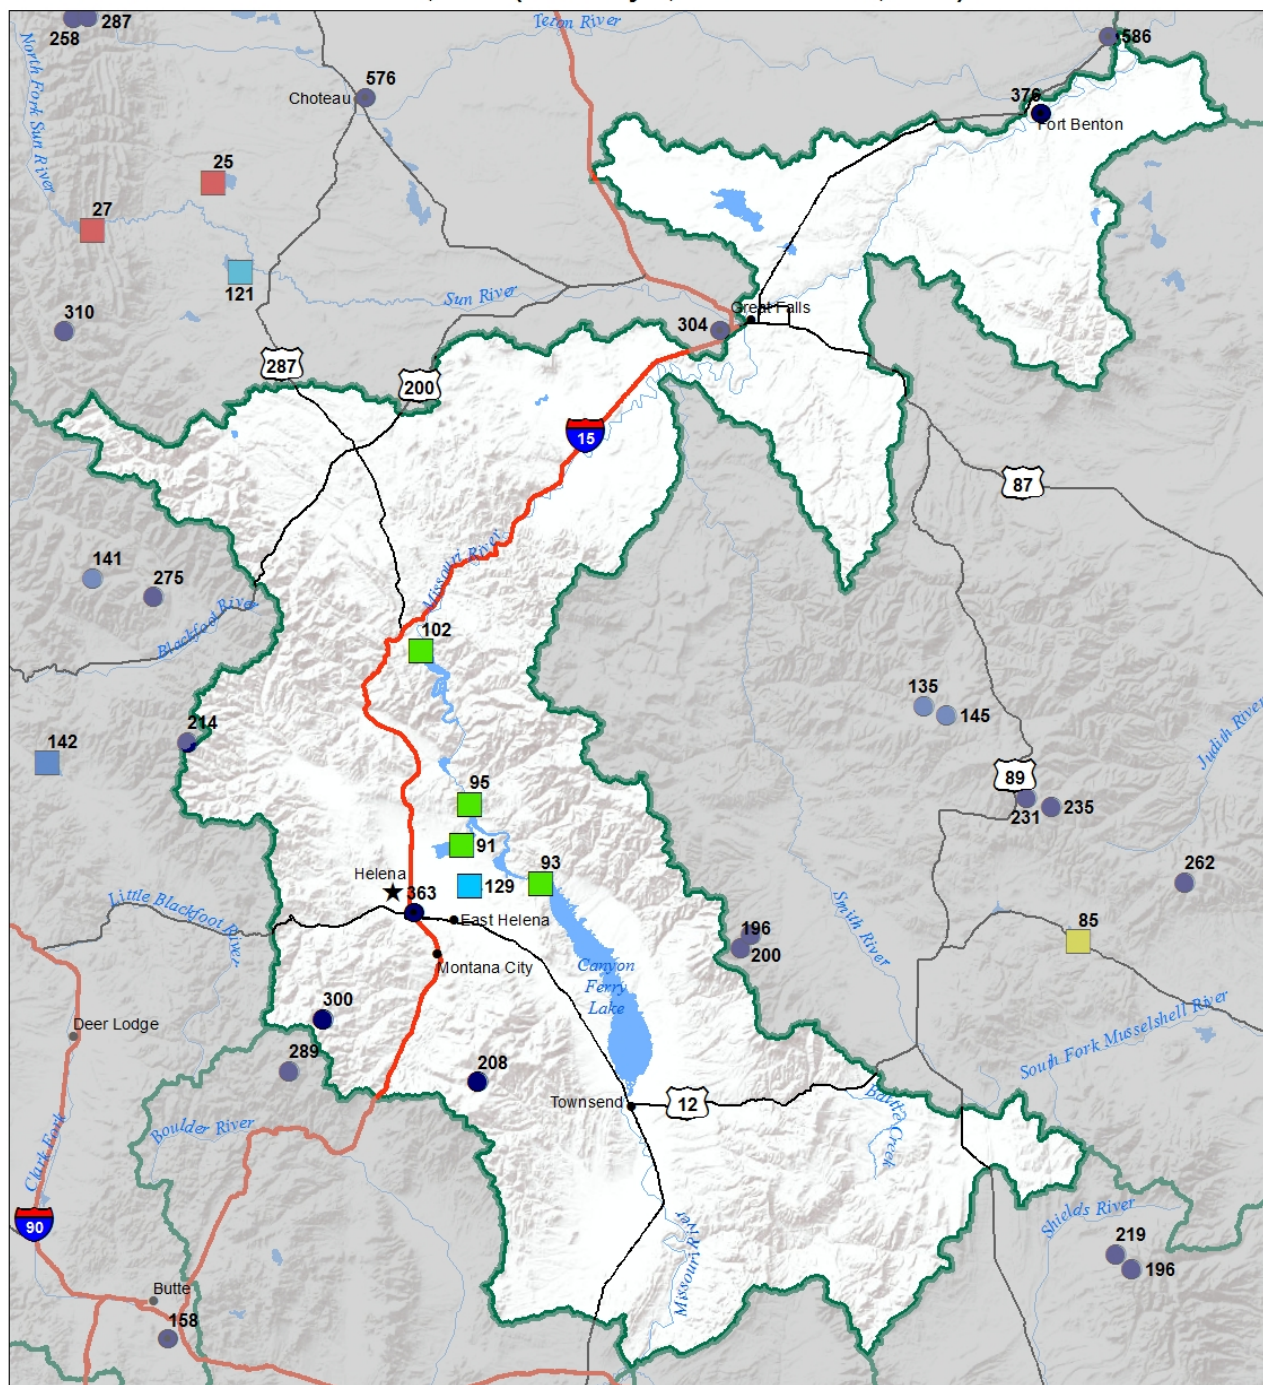 287
258
Teton River
586
North Fork Sun River
576
Choteau
376
Fort Benton
25
27
121
Sun River
310
304
Great Falls
287
200
15
87
Missouri River
141
275
Blackfoot River
102
135
145
214
142
Judith River
89
95
231
235
91
93
262
Helena
129
363
Little Blackfoot River
East Helena
Smith River
196
200
85
Montana City
Canyon
Ferry
Lake
300
Deer Lodge
South Fork Musselshell River
289
208
Townsend
12
Battle Creek
Boulder River
Clark Fork
90
Missouri River
Shields River
219
196
Butte
158